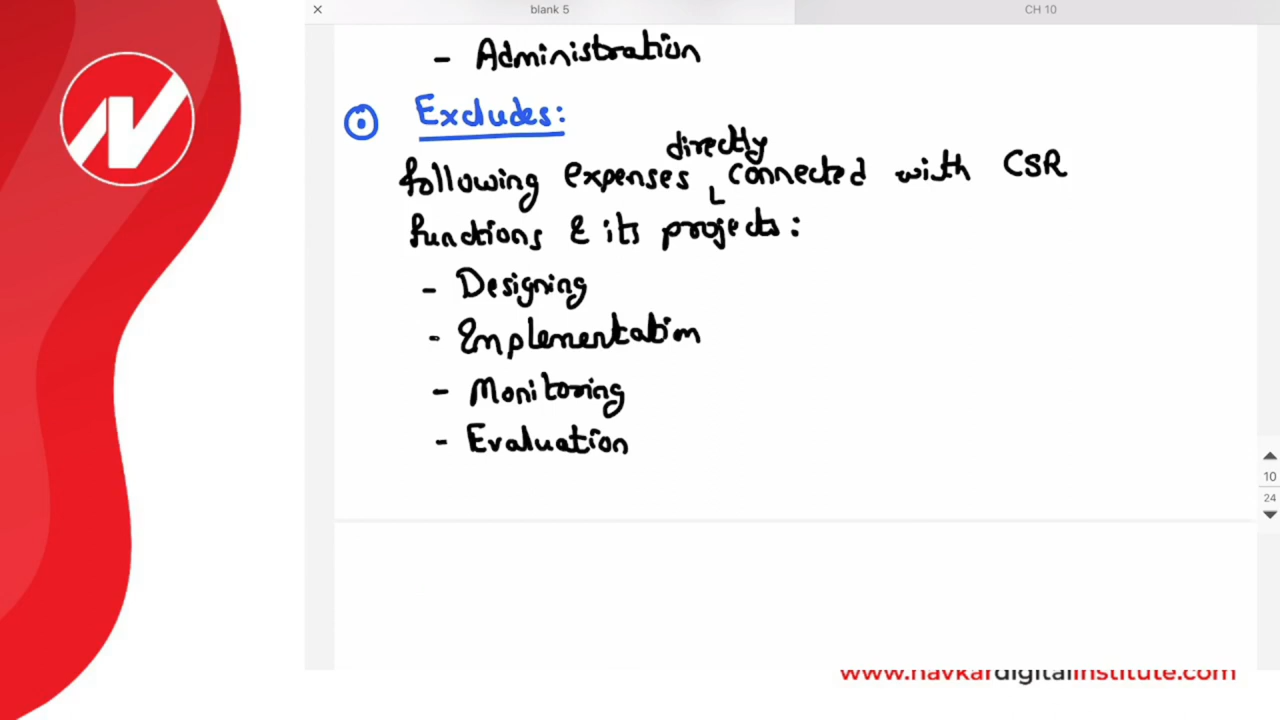 × blank 5 CH 10
- Administration
Excludes:
directly
following expenses connected with CSR
functions & its projects:
- Designing
- Implementation
- Monitoring
- Evaluation
10
24
www.navkardigitalinstitute.com